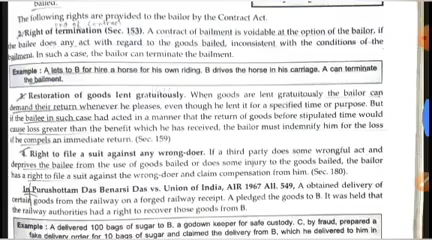 bailed.
The following rights are provided to the bailor by the Contract Act.
Right of termination (Sec. 153). A contract of bailment is voidable at the option of the bailor, if
the bailee does any act with regard to the goods bailed, inconsistent with the conditions of the
bailment. In such a case, the bailor can terminate the bailment.
Example : A lets to B for hire a horse for his own riding. B drives the horse in his carriage. A can terminate
the bailment.
Restoration of goods lent gratuitously. When goods are lent gratuitously the bailor can
demand their return whenever he pleases, even though he lent it for a specified time or purpose. But
if the bailee in such case had acted in a manner that the return of goods before stipulated time would
cause loss greater than the benefit which he has received, the bailor must indemnify him for the loss
if he compels an immediate return. (Sec. 159)
Right to file a suit against any wrong-doer. If a third party does some wrongful act and
deprives the bailee from the use of goods bailed or does some injury to the goods bailed, the bailor
has a right to file a suit against the wrong-doer and claim compensation from him. (Sec. 180).
In Purushottam Das Benarsi Das vs. Union of India, AIR 1967 All. 549, A obtained delivery of
certain goods from the railway on a forged railway receipt. A pledged the goods to B. It was held that
the railway authorities had a right to recover those goods from B.
Example : A delivered 100 bags of sugar to B, a godown keeper for safe custody. C, by fraud, prepared a
fake delivery order for 10 bags of sugar and claimed the delivery from B, which he delivered to him in